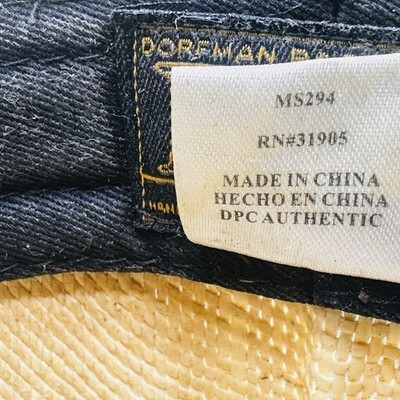 DORFMAN
MS294
RN#31905
MADE IN CHINA
HECHO EN CHINA
DPC AUTHENTIC